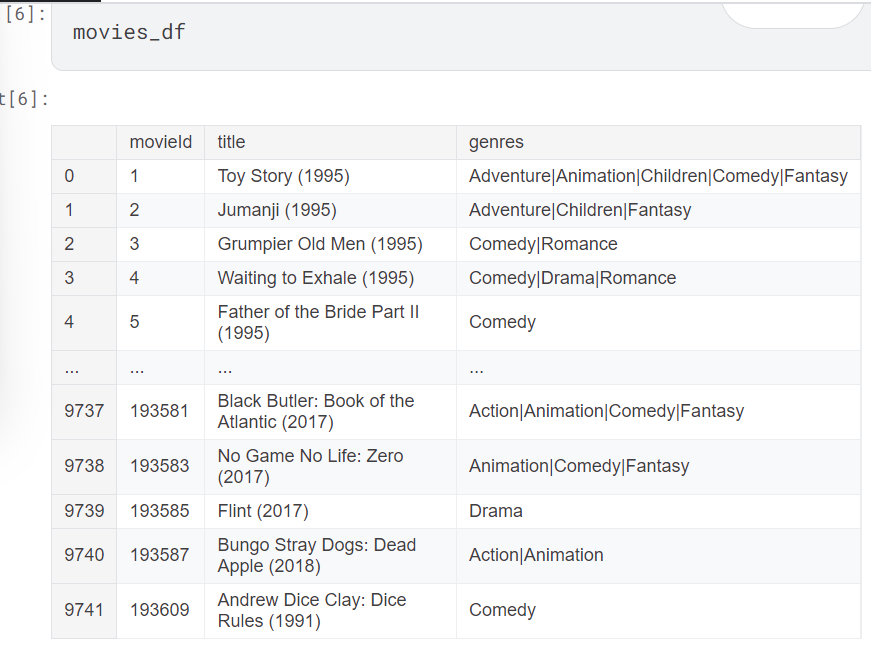 [6]:
movies_df
t[6]:
movieId title genres
0 1 Toy Story (1995) Adventure|Animation|Children|Comedy|Fantasy
1 2 Jumanji (1995) Adventure|Children|Fantasy
2 3 Grumpier Old Men (1995) Comedy|Romance
3 4 Waiting to Exhale (1995) Comedy|Drama|Romance
4 5 Father of the Bride Part II (1995) Comedy
... ... ... ...
9737 193581 Black Butler: Book of the Atlantic (2017) Action|Animation|Comedy|Fantasy
9738 193583 No Game No Life: Zero (2017) Animation|Comedy|Fantasy
9739 193585 Flint (2017) Drama
9740 193587 Bungo Stray Dogs: Dead Apple (2018) Action|Animation
9741 193609 Andrew Dice Clay: Dice Rules (1991) Comedy